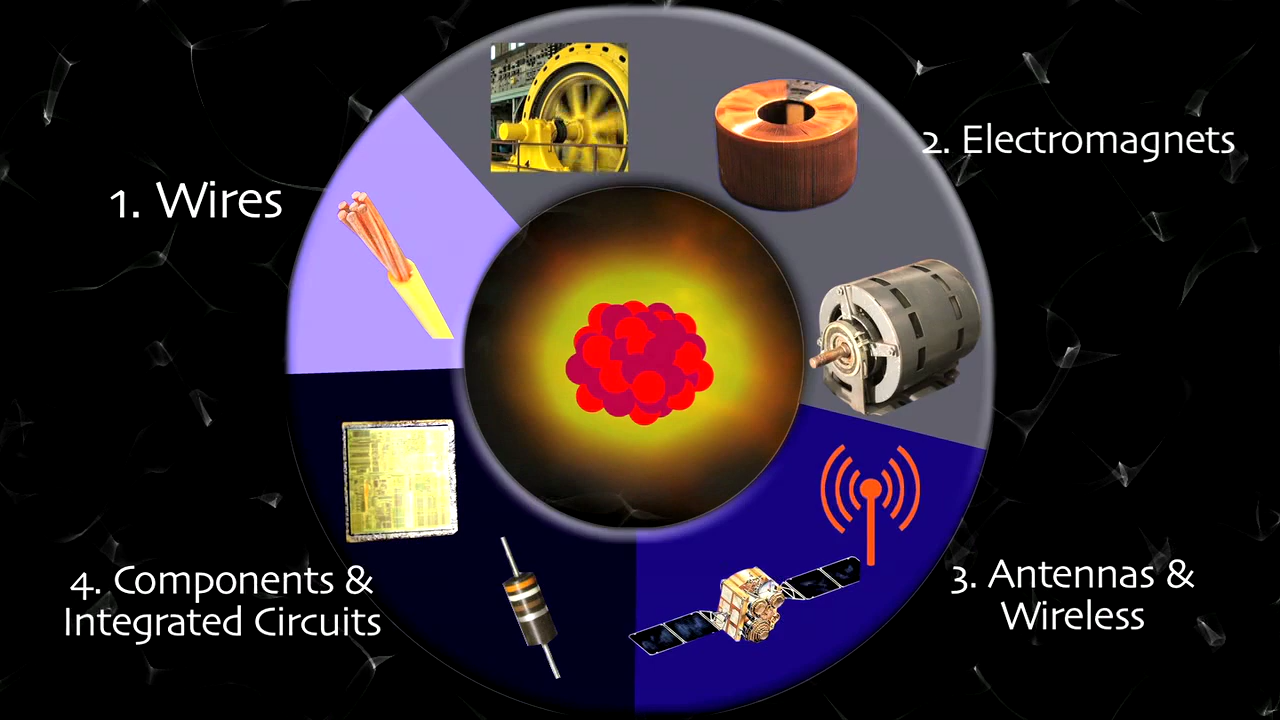 1. Wires
2. Electromagnets
3. Antennas &
Wireless
4. Components &
Integrated Circuits